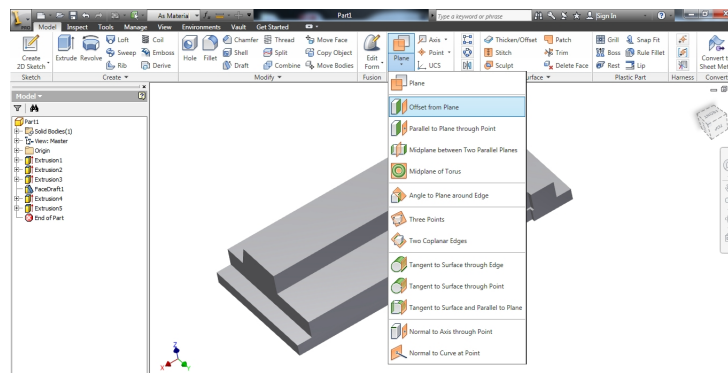 As Materia
Part1
Type a keyword or phrase
Sign In
PRO
Model Inspect Tools Manage View Environments Vault Get Started
Create
2D Sketch
Extrude Revolve
Loft
Sweep
Rib
Coil
Emboss
Derive
Hole Fillet
Chamfer
Shell
Draft
Thread
Split
Combine
Move Face
Copy Object
Move Bodies
Edit
Form
Plane
Axis
Point
UCS
Thicken/Offset
Stitch
Sculpt
Patch
Trim
Delete Face
Grill
Boss
Rest
Snap Fit
Rule Fillet
Lip
Convert t
Sheet Met
Sketch
Create
Modify
Fusion
urface
Plastic Part
Harness
Convert
Model
Part1
Solid Bodies(1)
View: Master
Origin
Extrusion1
Extrusion2
Extrusion3
FaceDraft1
Extrusion4
Extrusion5
End of Part
Plane
Offset from Plane
Parallel to Plane through Point
Midplane between Two Parallel Planes
Midplane of Torus
Angle to Plane around Edge
Three Points
Two Coplanar Edges
Tangent to Surface through Edge
Tangent to Surface through Point
Tangent to Surface and Parallel to Plane
Normal to Axis through Point
Normal to Curve at Point
Z
X
Y